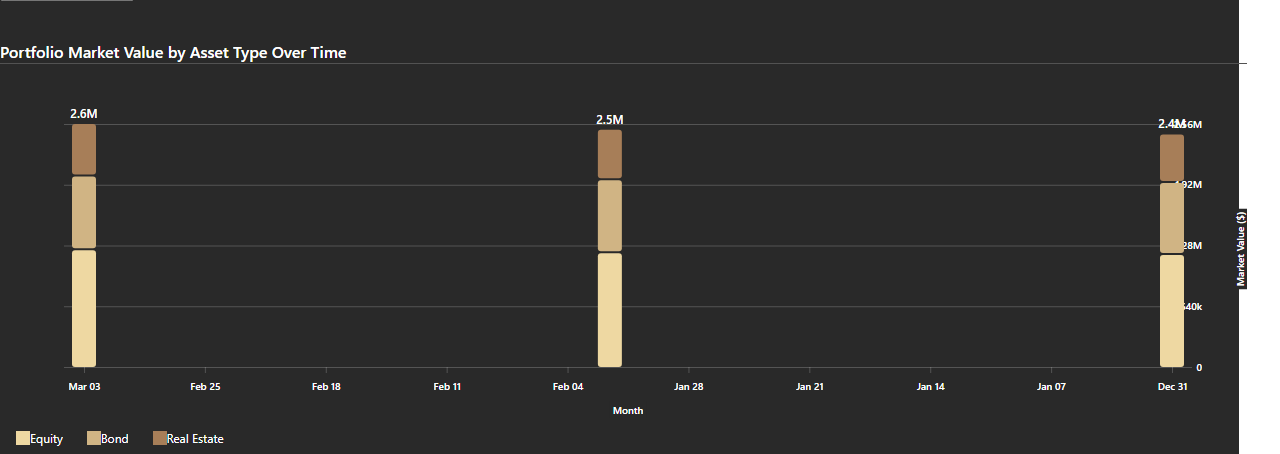 Portfolio Market Value by Asset Type Over Time
2.6M
2.5M
2.4M
Market Value ($)
0
Mar 03 Feb 25 Feb 18 Feb 11 Feb 04 Jan 28 Jan 21 Jan 14 Jan 07 Dec 31
Month
Equity Bond Real Estate